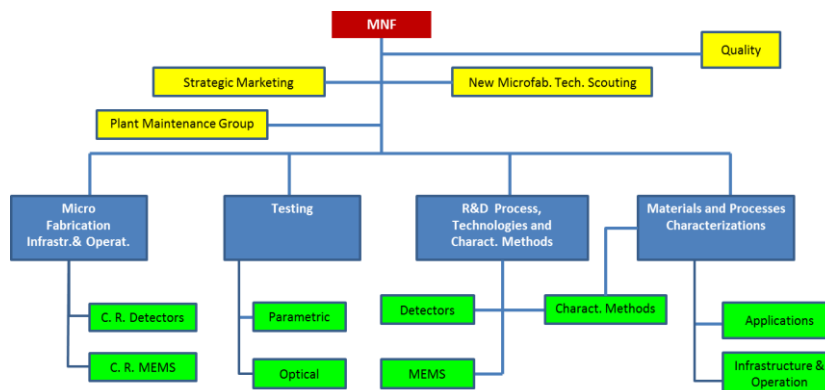 MNF
Quality
Strategic Marketing
New Microfab. Tech. Scouting
Plant Maintenance Group
Micro
Fabrication
Infrastr.& Operat.
Testing
R&D Process,
Technologies and
Charact. Methods
Materials and Processes
Characterizations
C. R. Detectors
C. R. MEMS
Parametric
Optical
Detectors
MEMS
Charact. Methods
Applications
Infrastructure &
Operation